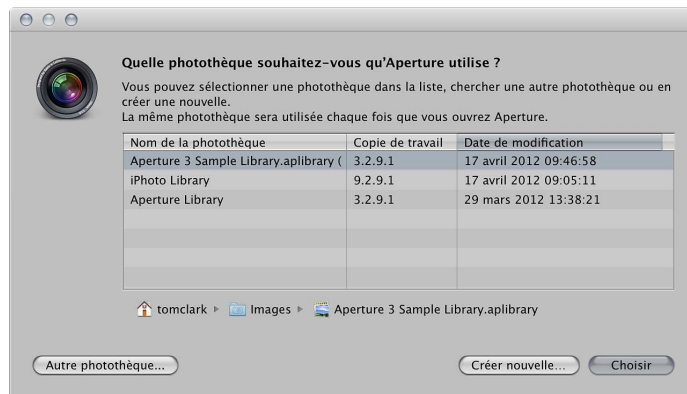 Quelle photothèque souhaitez-vous qu'Aperture utilise ?
Vous pouvez sélectionner une photothèque dans la liste, chercher une autre photothèque ou en
créer une nouvelle.
La même photothèque sera utilisée chaque fois que vous ouvrez Aperture.
Nom de la photothèque Copie de travail Date de modification
Aperture 3 Sample Library.aplibrary ( 3.2.9.1 17 avril 2012 09:46:58
iPhoto Library 9.2.9.1 17 avril 2012 09:05:11
Aperture Library 3.2.9.1 29 mars 2012 13:38:21
tomclark ▸ Images ▸ Aperture 3 Sample Library.aplibrary
Autre photothèque... Créer nouvelle... Choisir